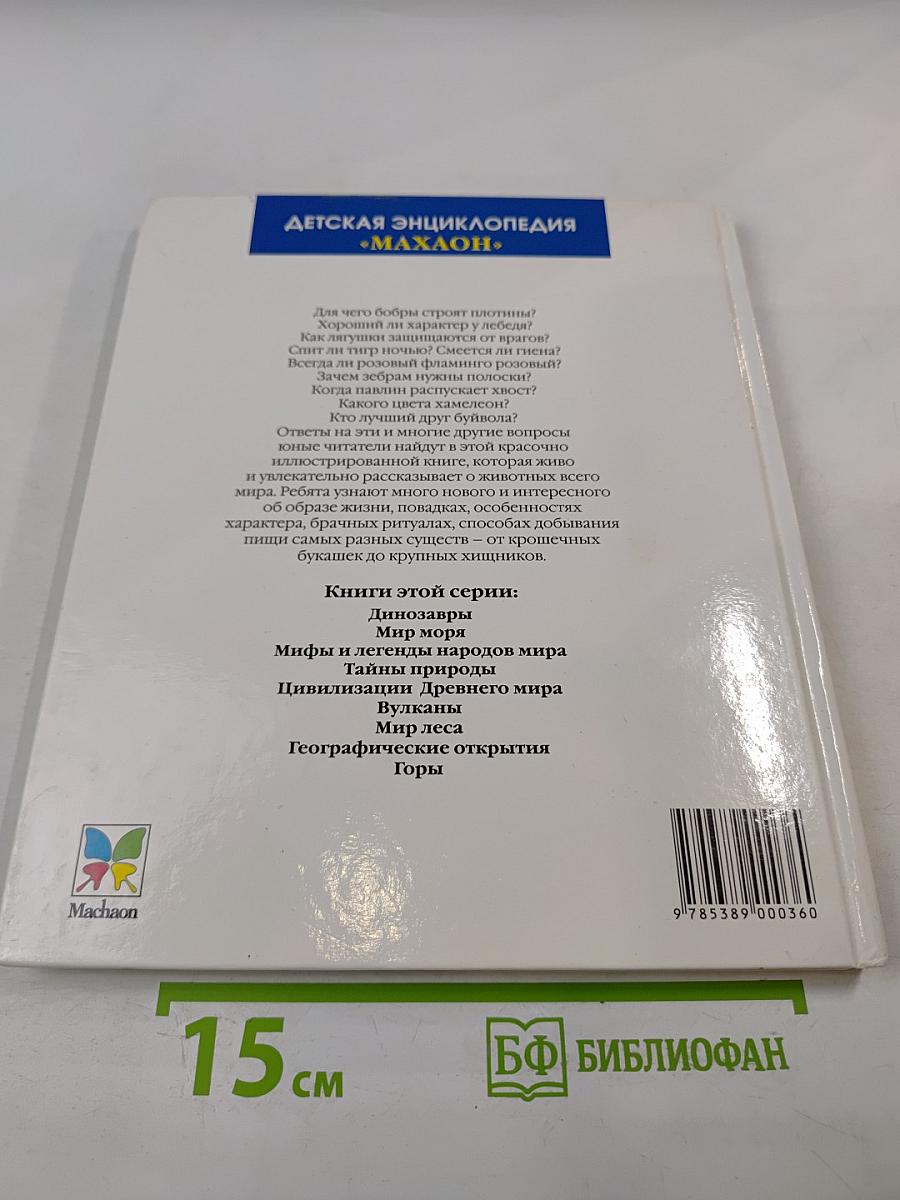 ДЕТСКАЯ ЭНЦИКЛОПЕДИЯ
«МАХАОН»
Для чего бобры строят плотины?
Хороший ли характер у лебедя?
Как лягушки защищаются от врагов?
Спит ли тигр ночью? Смеется ли гиена?
Всегда ли розовый фламинго розовый?
Зачем зебрам нужны полоски?
Когда павлин распускает хвост?
Какого цвета хамелеон?
Кто лучший друг буйвола?
Ответы на эти и многие другие вопросы
юные читатели найдут в этой красочно
иллюстрированной книге, которая живо
и увлекательно рассказывает о животных всего
мира. Ребята узнают много нового и интересного
об образе жизни, повадках, особенностях
характера, брачных ритуалах, способах добывания
пищи самых разных существ – от крошечных
букашек до крупных хищников.
Книги этой серии:
Динозавры
Мир моря
Мифы и легенды народов мира
Тайны природы
Цивилизации Древнего мира
Вулканы
Мир леса
Географические открытия
Горы
Machaon
9 785389 000360
15 см
БФ БИБЛИОФАН